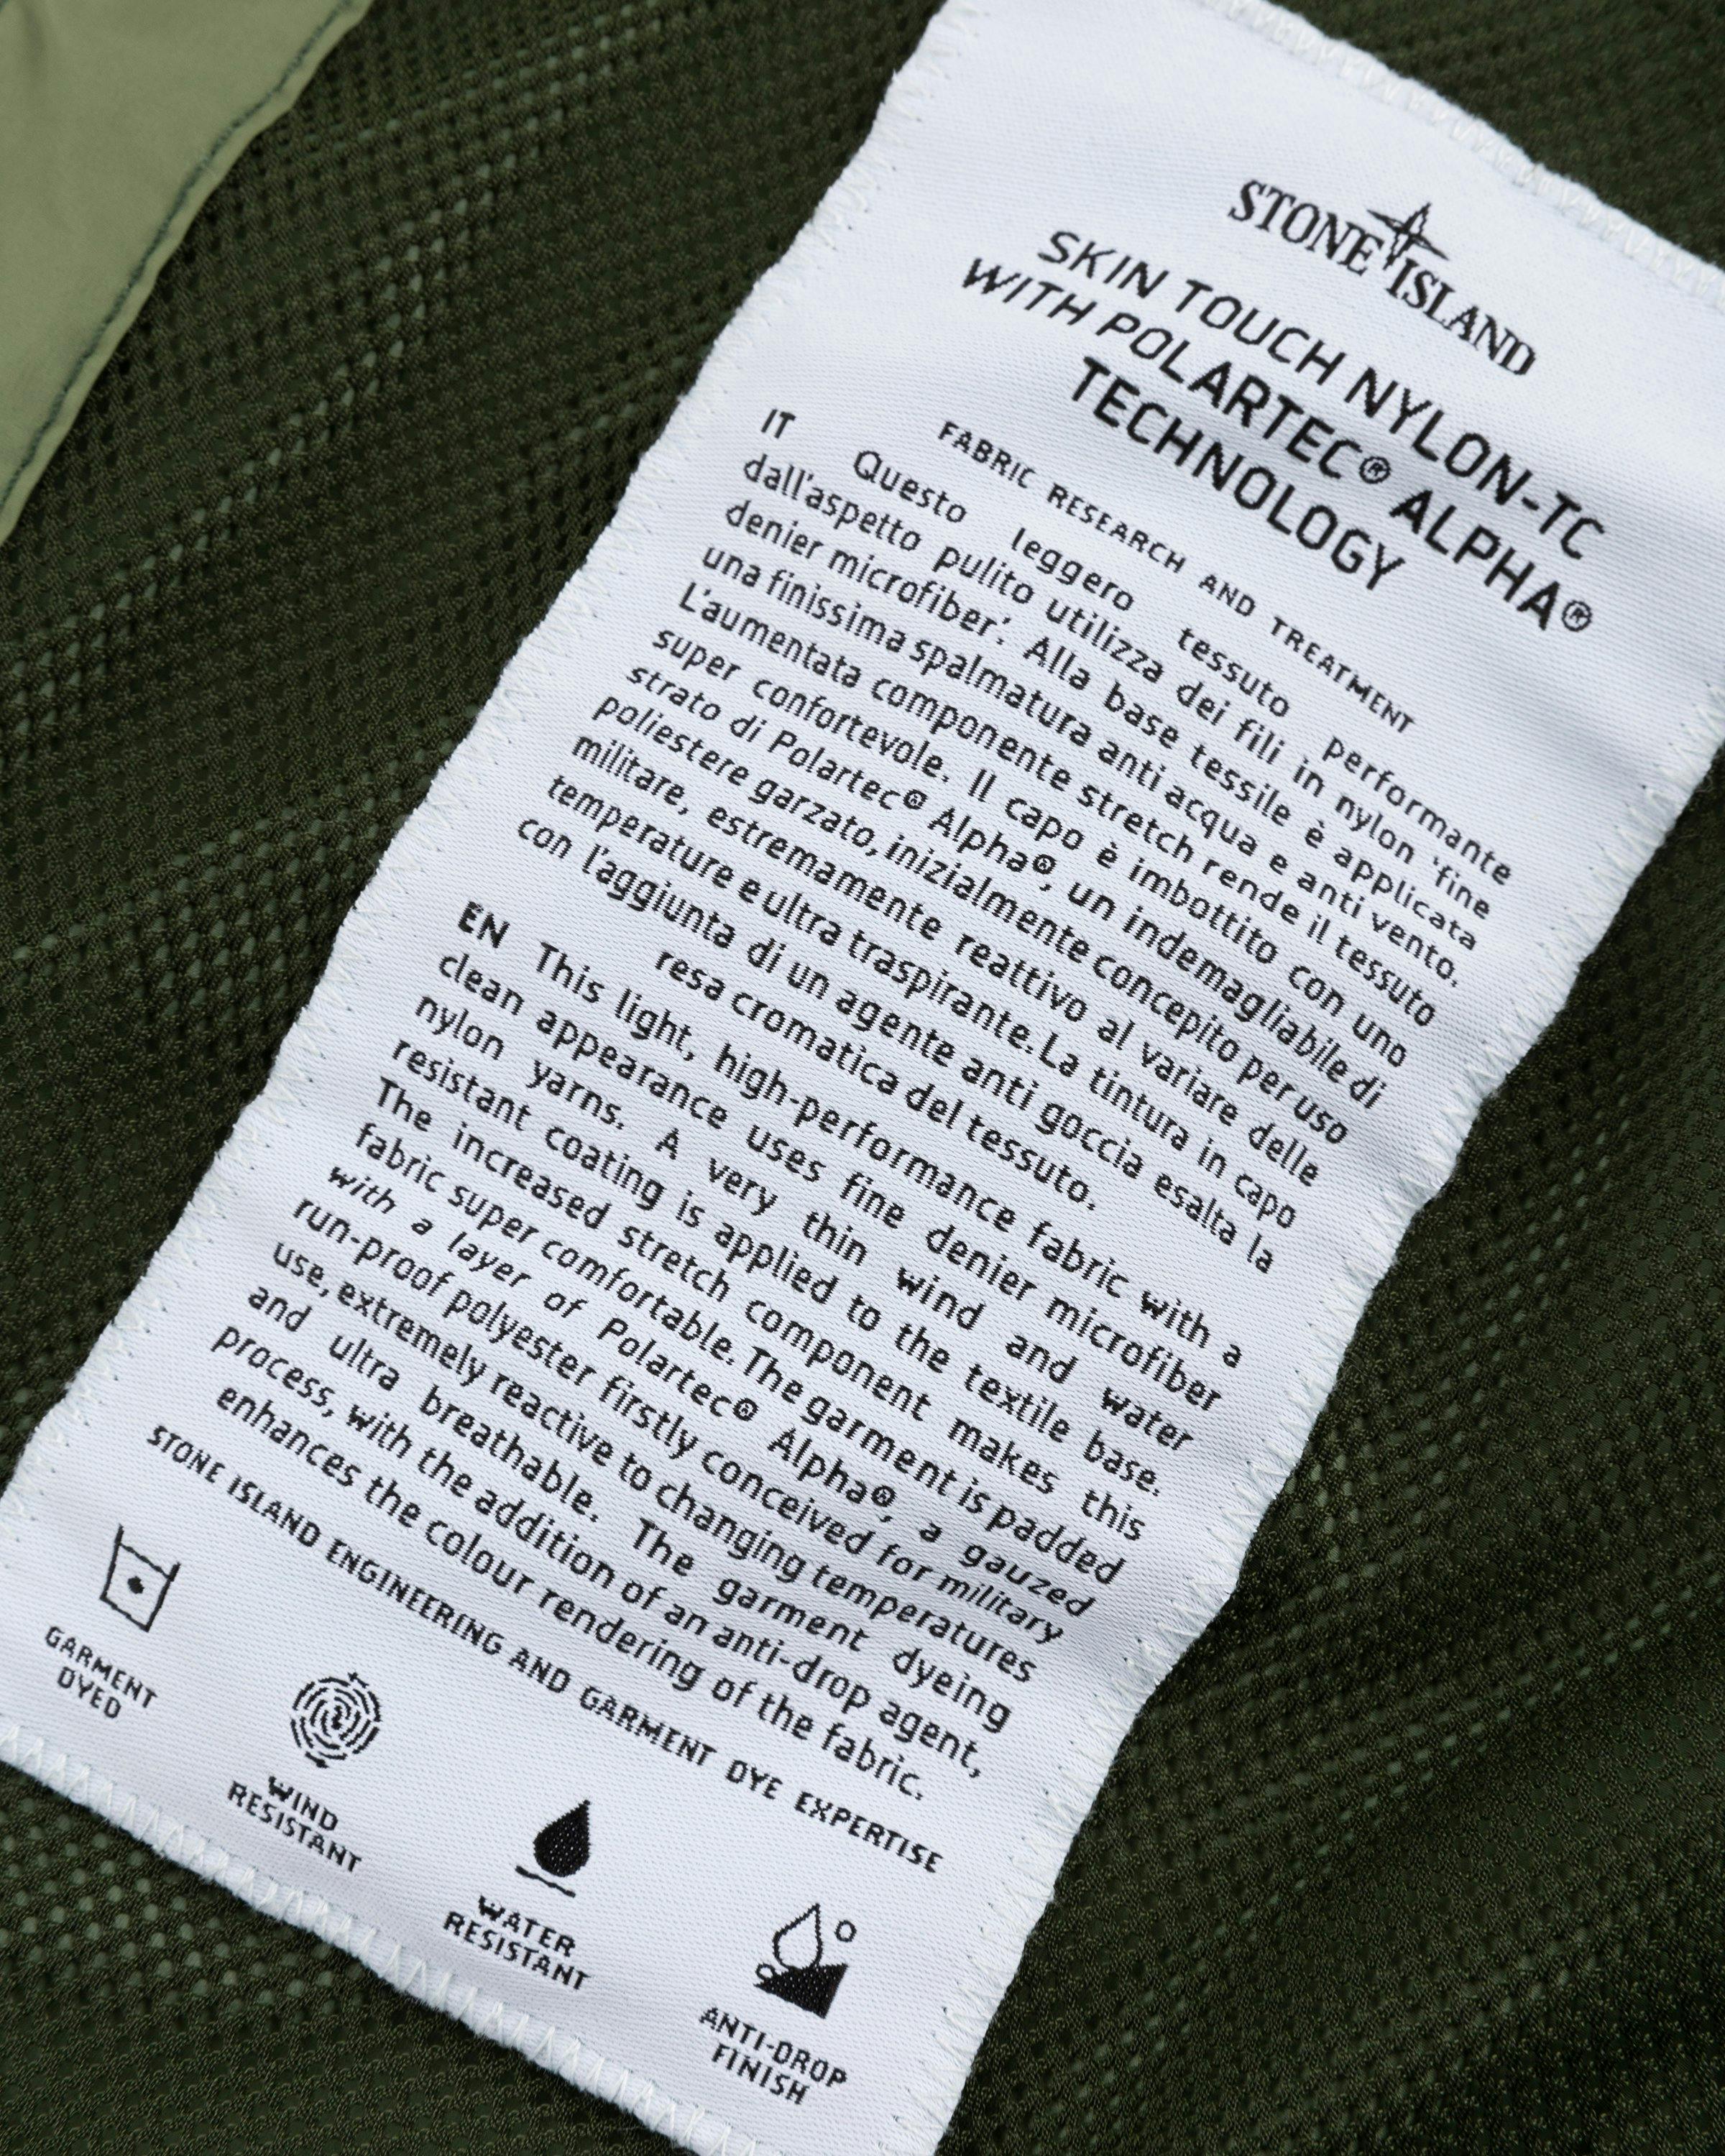 STONE ISLAND
SKIN TOUCH NYLON-TC
WITH POLARTEC® ALPHA®
TECHNOLOGY
FABRIC RESEARCH AND TREATMENT
IT Questo leggero tessuto performante
dall'aspetto pulito utilizza dei fili in nylon 'fine
denier microfiber'. Alla base tessile è applicata
una finissima spalmatura anti acqua e anti vento.
L'aumentata componente stretch rende il tessuto
super confortevole. Il capo è imbottito con uno
strato di Polartec® Alpha®, un indemagliabile di
poliestere garzato, inizialmente concepito per uso
militare, estremamente reattivo al variare delle
temperature e ultra traspirante. La tintura in capo
con l'aggiunta di un agente anti goccia esalta la
resa cromatica del tessuto.
EN This light, high-performance fabric with a
clean appearance uses fine denier microfiber
nylon yarns. A very thin wind and water
resistant coating is applied to the textile base.
The increased stretch component makes this
fabric super comfortable. The garment is padded
with a layer of Polartec® Alpha®, a gauzed
run-proof polyester firstly conceived for military
use, extremely reactive to changing temperatures
and ultra breathable. The garment dyeing
process, with the addition of an anti-drop agent,
enhances the colour rendering of the fabric.
STONE ISLAND ENGINEERING AND GARMENT DYE EXPERTISE
GARMENT
DYED
WIND
RESISTANT
WATER
RESISTANT
ANTI-DROP
FINISH